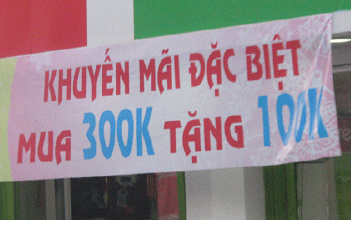 KHUYẾN MÃI ĐẶC BIỆT
MUA 300K TẶNG 100K